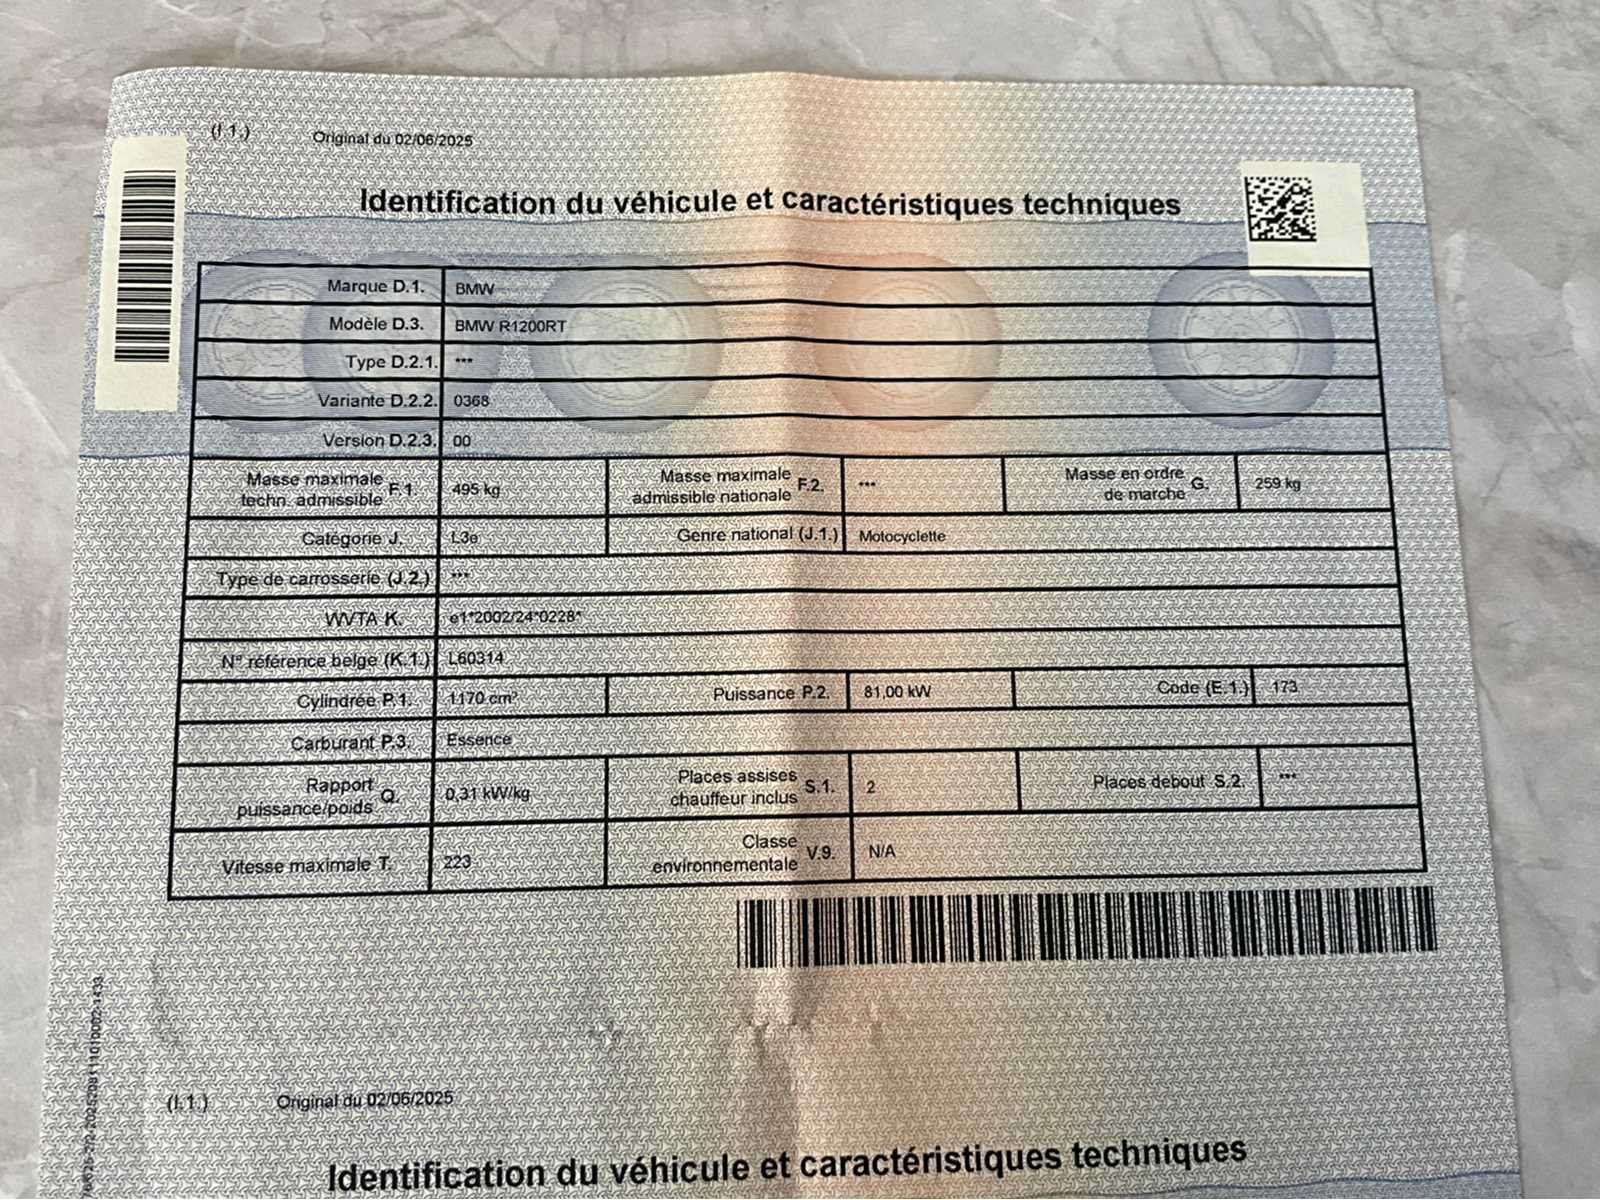 (I.1.) Original du 02/06/2025
Identification du véhicule et caractéristiques techniques
Marque D.1. BMW
Modèle D.3. BMW R1200RT
Type D.2.1. ***
Variante D.2.2. 0368
Version D.2.3. 00
Masse maximale techn. admissible F.1. 495 kg Masse maximale admissible nationale F.2. *** Masse en ordre de marche G. 259 kg
Catégorie J. L3e Genre national (J.1.) Motocyclette
Type de carrosserie (J.2.) ***
WVTA K. e1*2002/24*0228*
N° référence belge (K.1.) L60314
Cylindrée P.1. 1170 cm³ Puissance P.2. 81,00 kW Code (E.1.) 173
Carburant P.3. Essence
Rapport puissance/poids Q. 0,31 kW/kg Places assises chauffeur inclus S.1. 2 Places debout S.2. ***
Vitesse maximale T. 223 Classe environnementale V.9. N/A
(I.1.) Original du 02/06/2025
Identification du véhicule et caractéristiques techniques